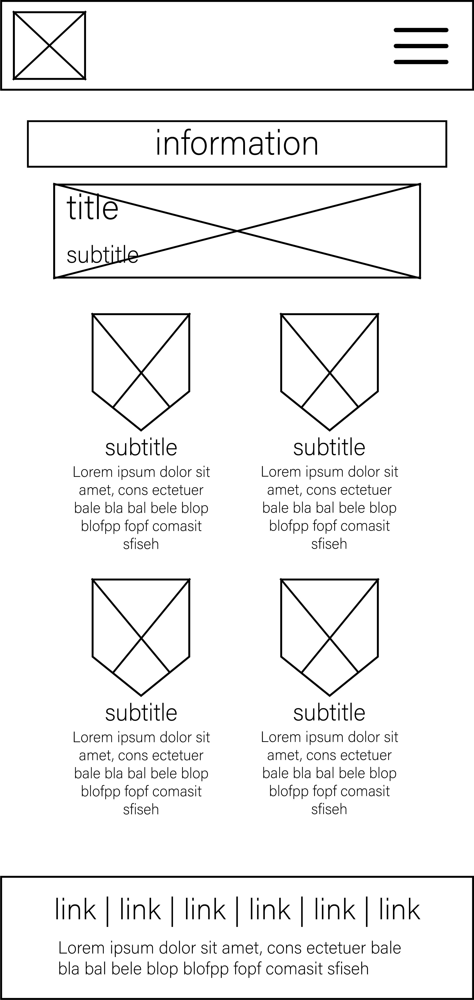 information
title
subtitle
subtitle
Lorem ipsum dolor sit
amet, cons ectetuer
bale bla bal bele blop
blofpp fopf comasit
sfiseh
subtitle
Lorem ipsum dolor sit
amet, cons ectetuer
bale bla bal bele blop
blofpp fopf comasit
sfiseh
subtitle
Lorem ipsum dolor sit
amet, cons ectetuer
bale bla bal bele blop
blofpp fopf comasit
sfiseh
subtitle
Lorem ipsum dolor sit
amet, cons ectetuer
bale bla bal bele blop
blofpp fopf comasit
sfiseh
link | link | link | link | link | link
Lorem ipsum dolor sit amet, cons ectetuer bale
bla bal bele blop blofpp fopf comasit sfiseh